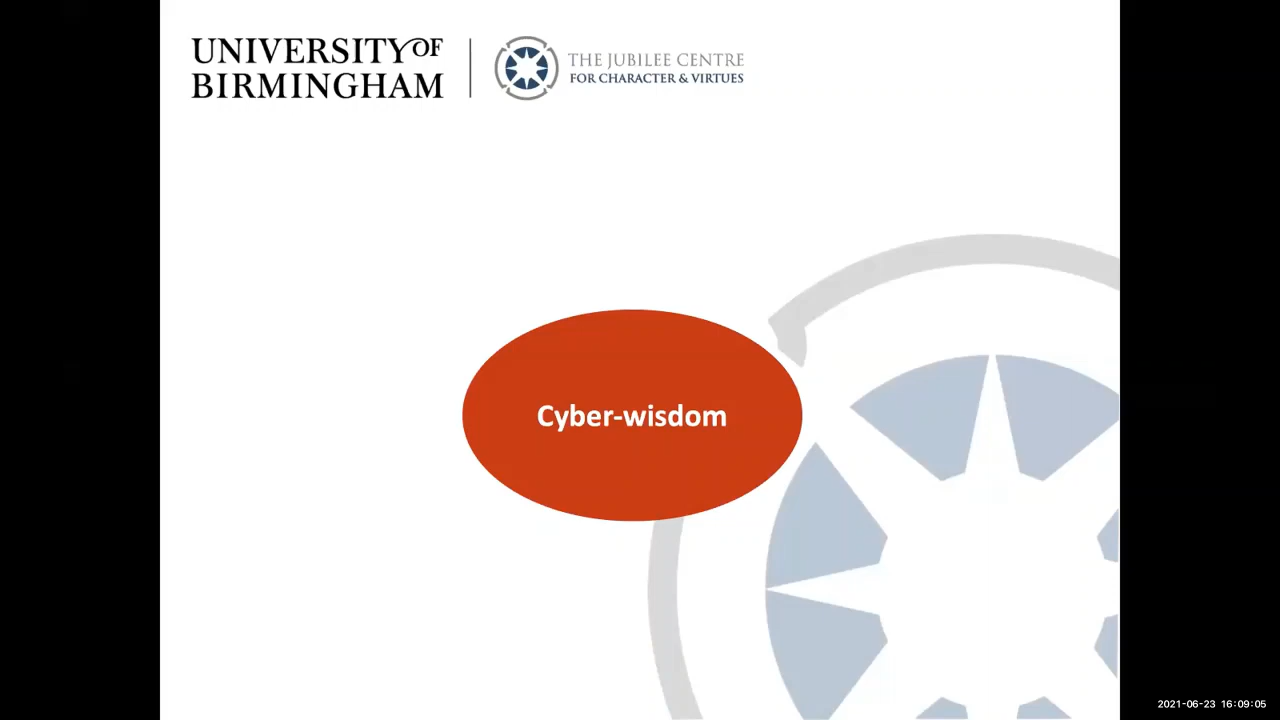 UNIVERSITY OF
BIRMINGHAM
THE JUBILEE CENTRE
FOR CHARACTER & VIRTUES
Cyber-wisdom
2021-06-23 16:09:05